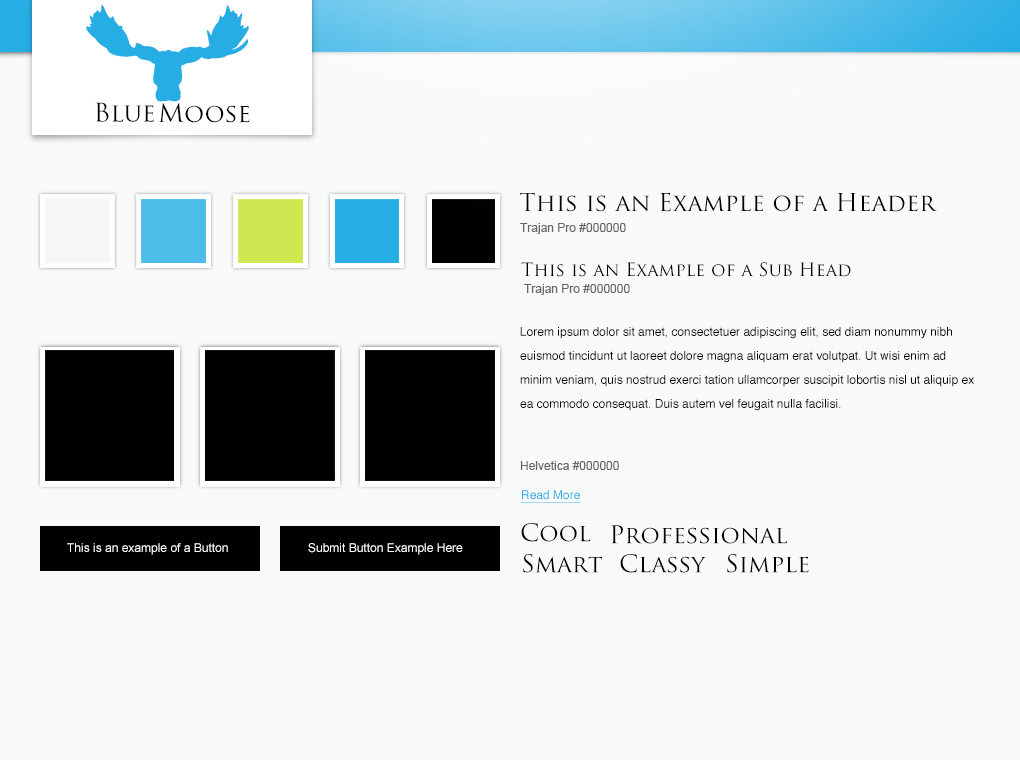 BLUE MOOSE
THIS IS AN EXAMPLE OF A HEADER
Trajan Pro #000000
THIS IS AN EXAMPLE OF A SUB HEAD
Trajan Pro #000000
Lorem ipsum dolor sit amet, consectetuer adipiscing elit, sed diam nonummy nibh
euismod tincidunt ut laoreet dolore magna aliquam erat volutpat. Ut wisi enim ad
minim veniam, quis nostrud exerci tation ullamcorper suscipit lobortis nisl ut aliquip ex
ea commodo consequat. Duis autem vel feugait nulla facilisi.
Helvetica #000000
Read More
This is an example of a Button
Submit Button Example Here
COOL PROFESSIONAL
SMART CLASSY SIMPLE